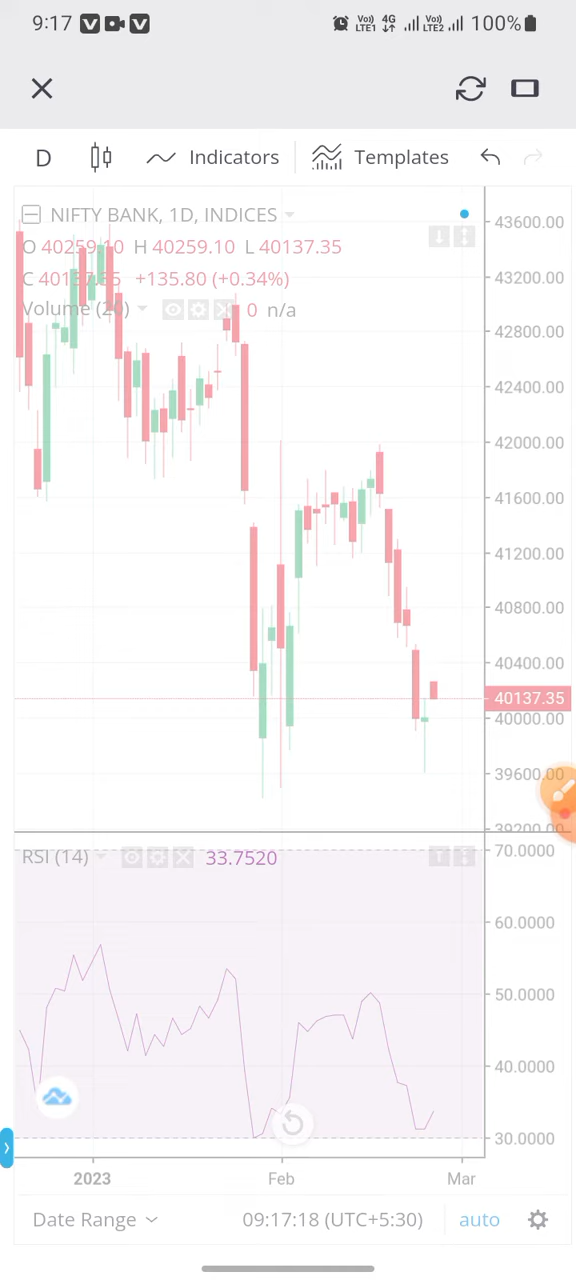 9:17 Vo) LTE1 4G Vo) LTE2 100%
D Indicators Templates
NIFTY BANK, 1D, INDICES
O 40259.10 H 40259.10 L 40137.35
C 40137.35 +135.80 (+0.34%)
Volume (20) 0 n/a
43600.00
43200.00
42800.00
42400.00
42000.00
41600.00
41200.00
40800.00
40400.00
40137.35
40000.00
39600.00
39200.00
RSI (14) 33.7520
70.0000
60.0000
50.0000
40.0000
30.0000
2023 Feb Mar
Date Range 09:17:18 (UTC+5:30) auto